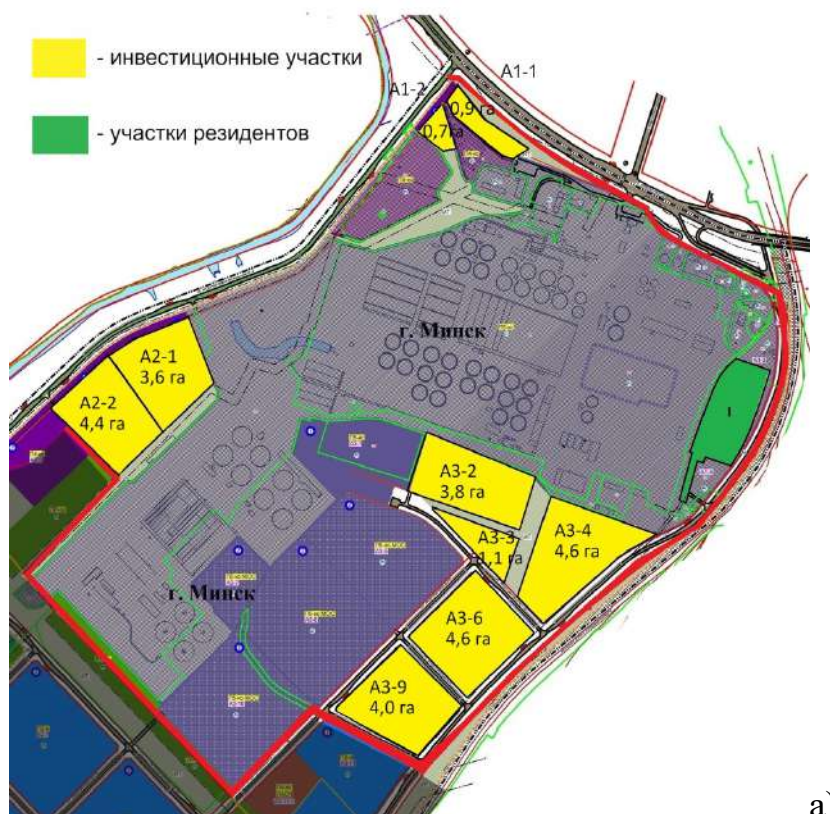 - инвестиционные участки
- участки резидентов
А1-1
А1-2
0,9 га
0,7 га
г. Минск
А2-1
3,6 га
А2-2
4,4 га
1
А3-2
3,8 га
А3-3
1,1 га
А3-4
4,6 га
г. Минск
А3-6
4,6 га
А3-9
4,0 га
а)